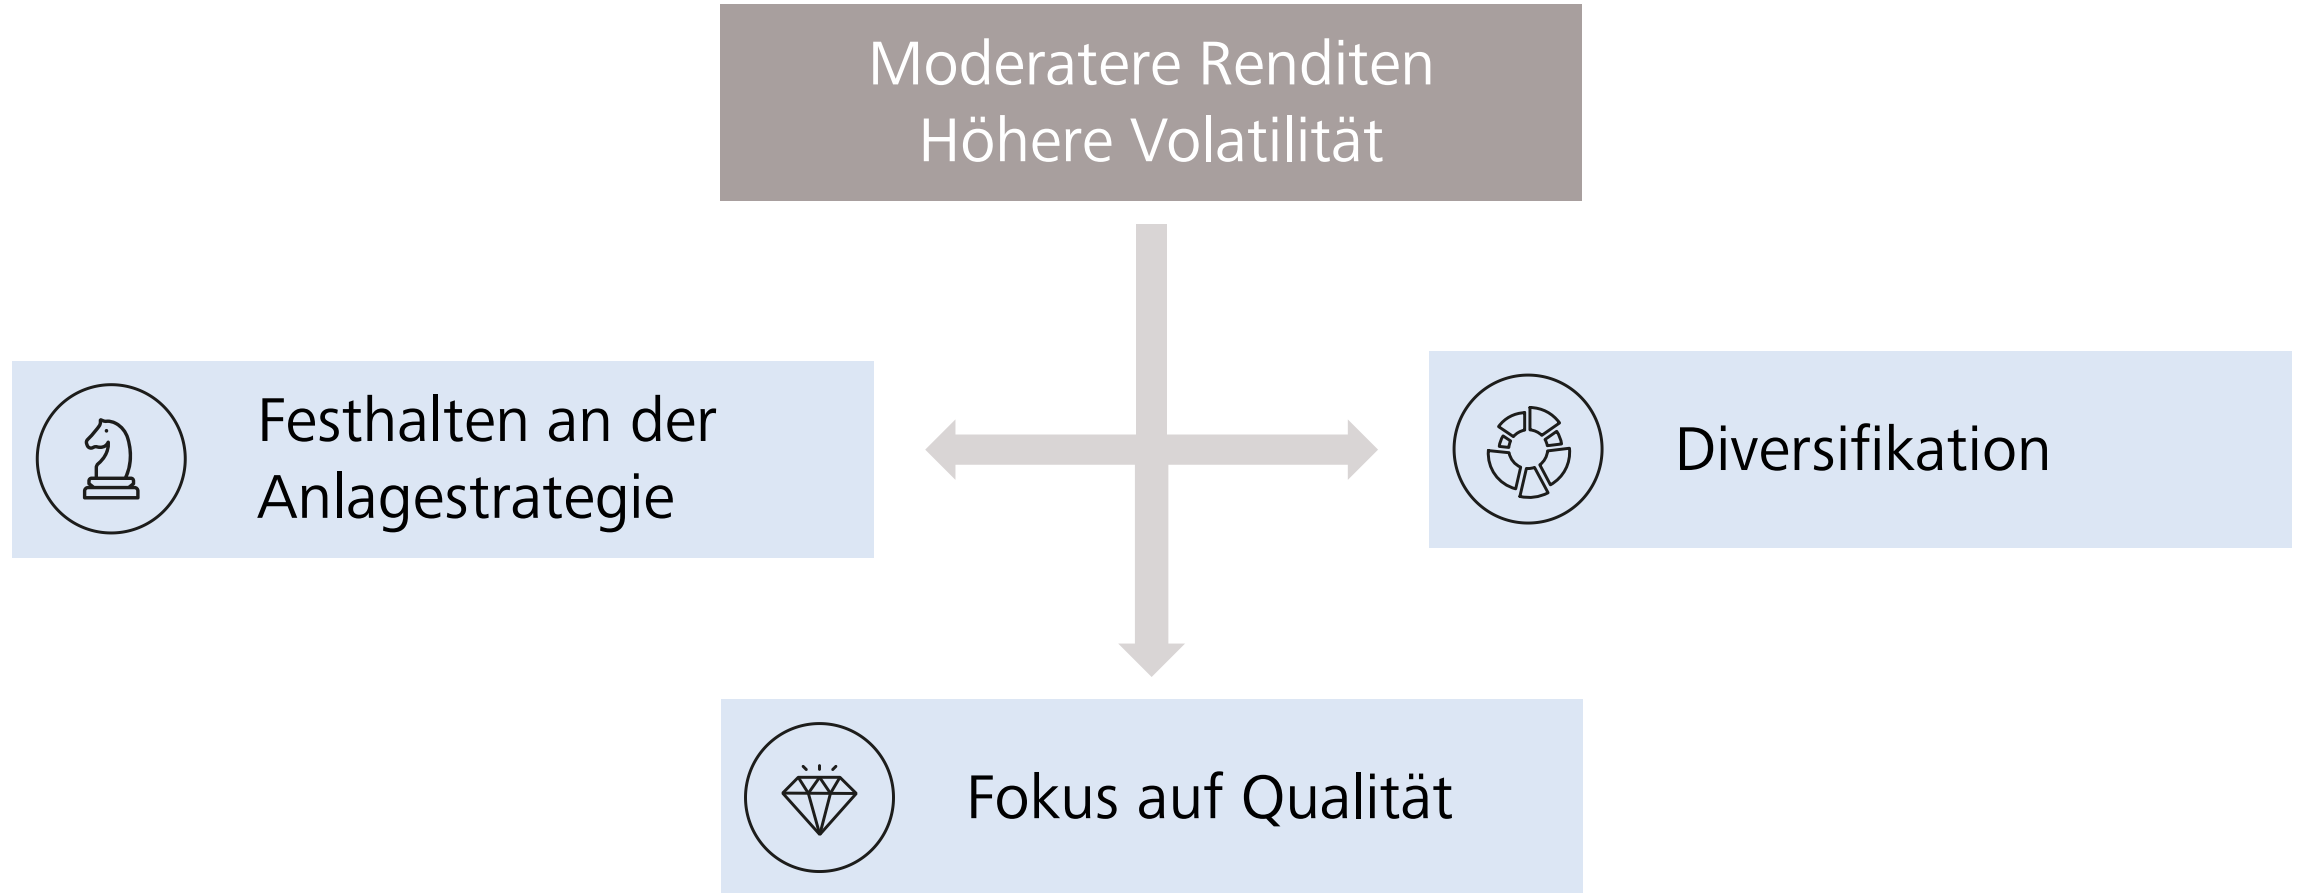 Moderatere Renditen
Höhere Volatilität
Festhalten an der
Anlagestrategie
Diversifikation
Fokus auf Qualität